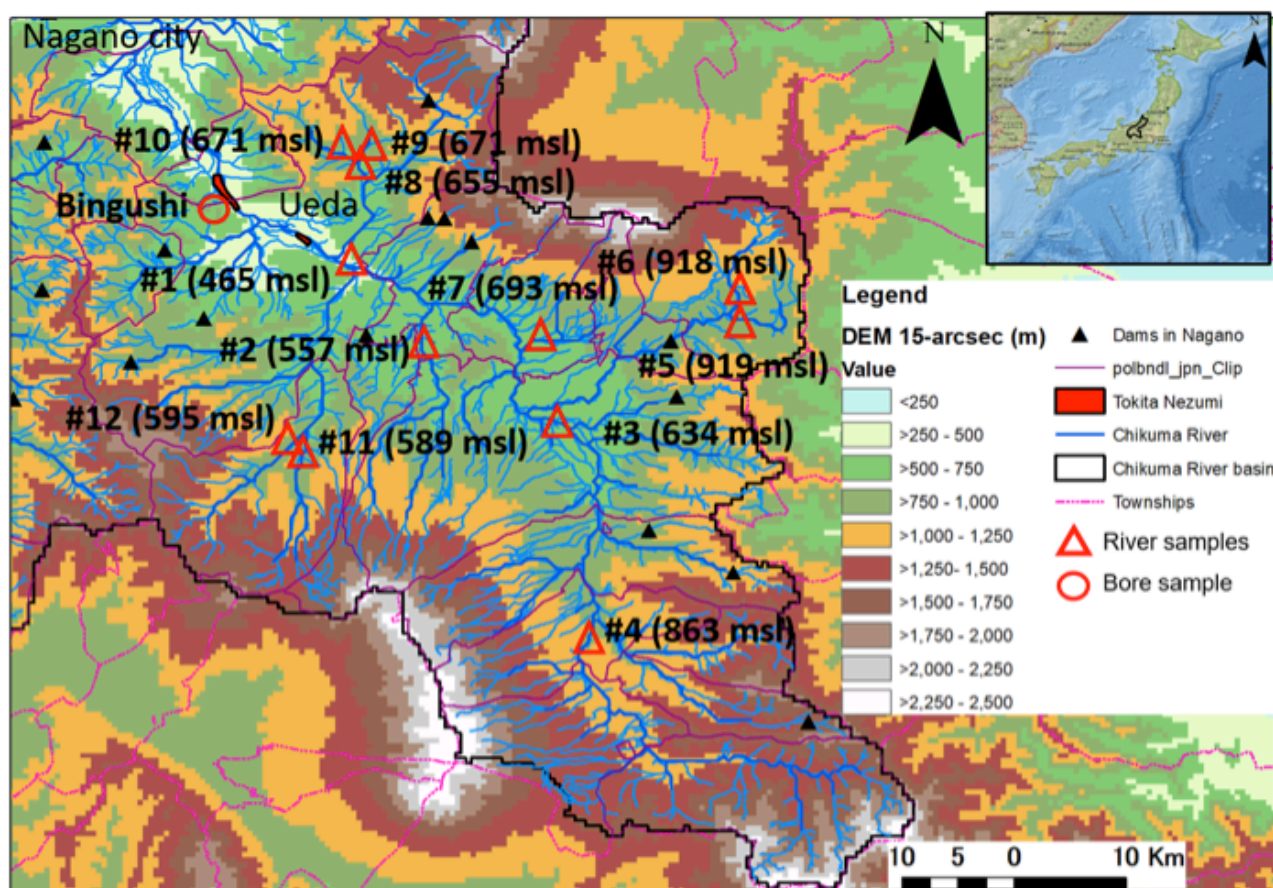 Nagano city
N
N
#10 (671 msl)
#9 (671 msl)
#8 (655 msl)
Bingushi
Ueda
#1 (465 msl)
#6 (918 msl)
#7 (693 msl)
#2 (557 msl)
#5 (919 msl)
#12 (595 msl)
#11 (589 msl)
#3 (634 msl)
#4 (863 msl)
Legend
DEM 15-arcsec (m)
Value
<250
>250 - 500
>500 - 750
>750 - 1,000
>1,000 - 1,250
>1,250- 1,500
>1,500 - 1,750
>1,750 - 2,000
>2,000 - 2,250
>2,250 - 2,500
Dams in Nagano
polbndl_jpn_Clip
Tokita Nezumi
Chikuma River
Chikuma River basin
Townships
River samples
Bore sample
10 5 0 10 Km